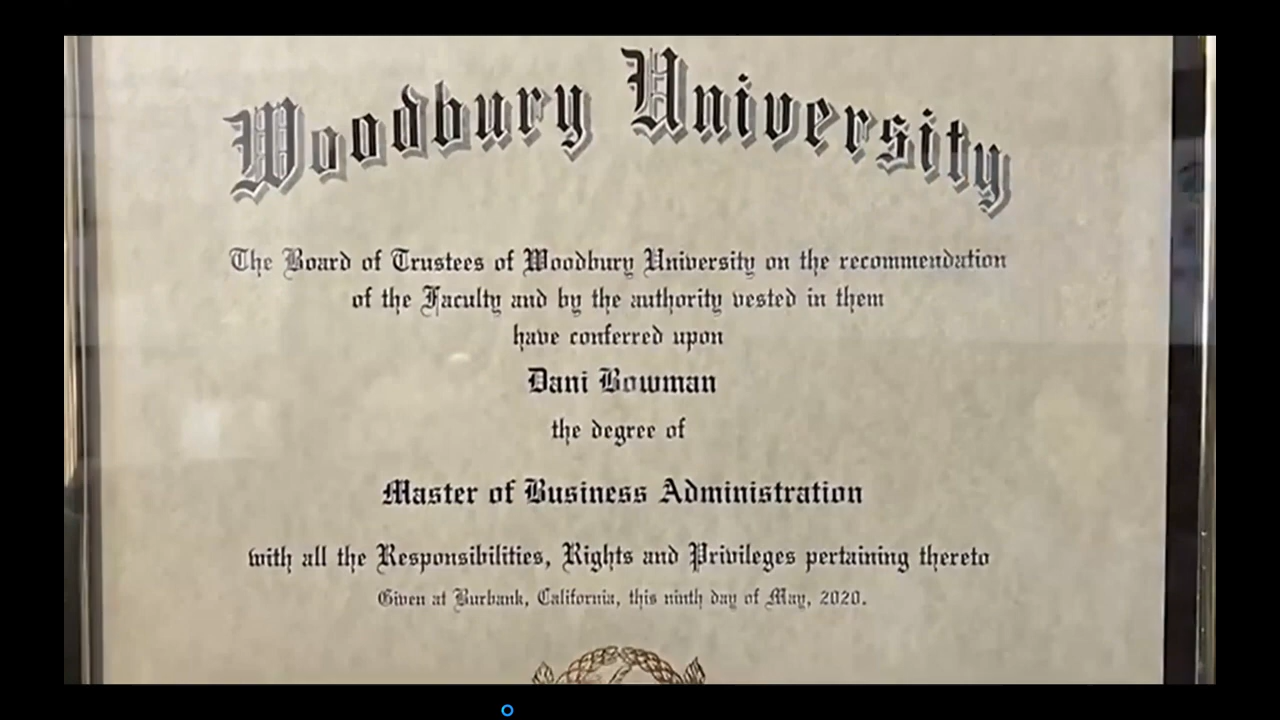 Woodbury University
The Board of Trustees of Woodbury University on the recommendation
of the Faculty and by the authority vested in them
have conferred upon
Dani Bowman
the degree of
Master of Business Administration
with all the Responsibilities, Rights and Privileges pertaining thereto
Given at Burbank, California, this ninth day of May, 2020.